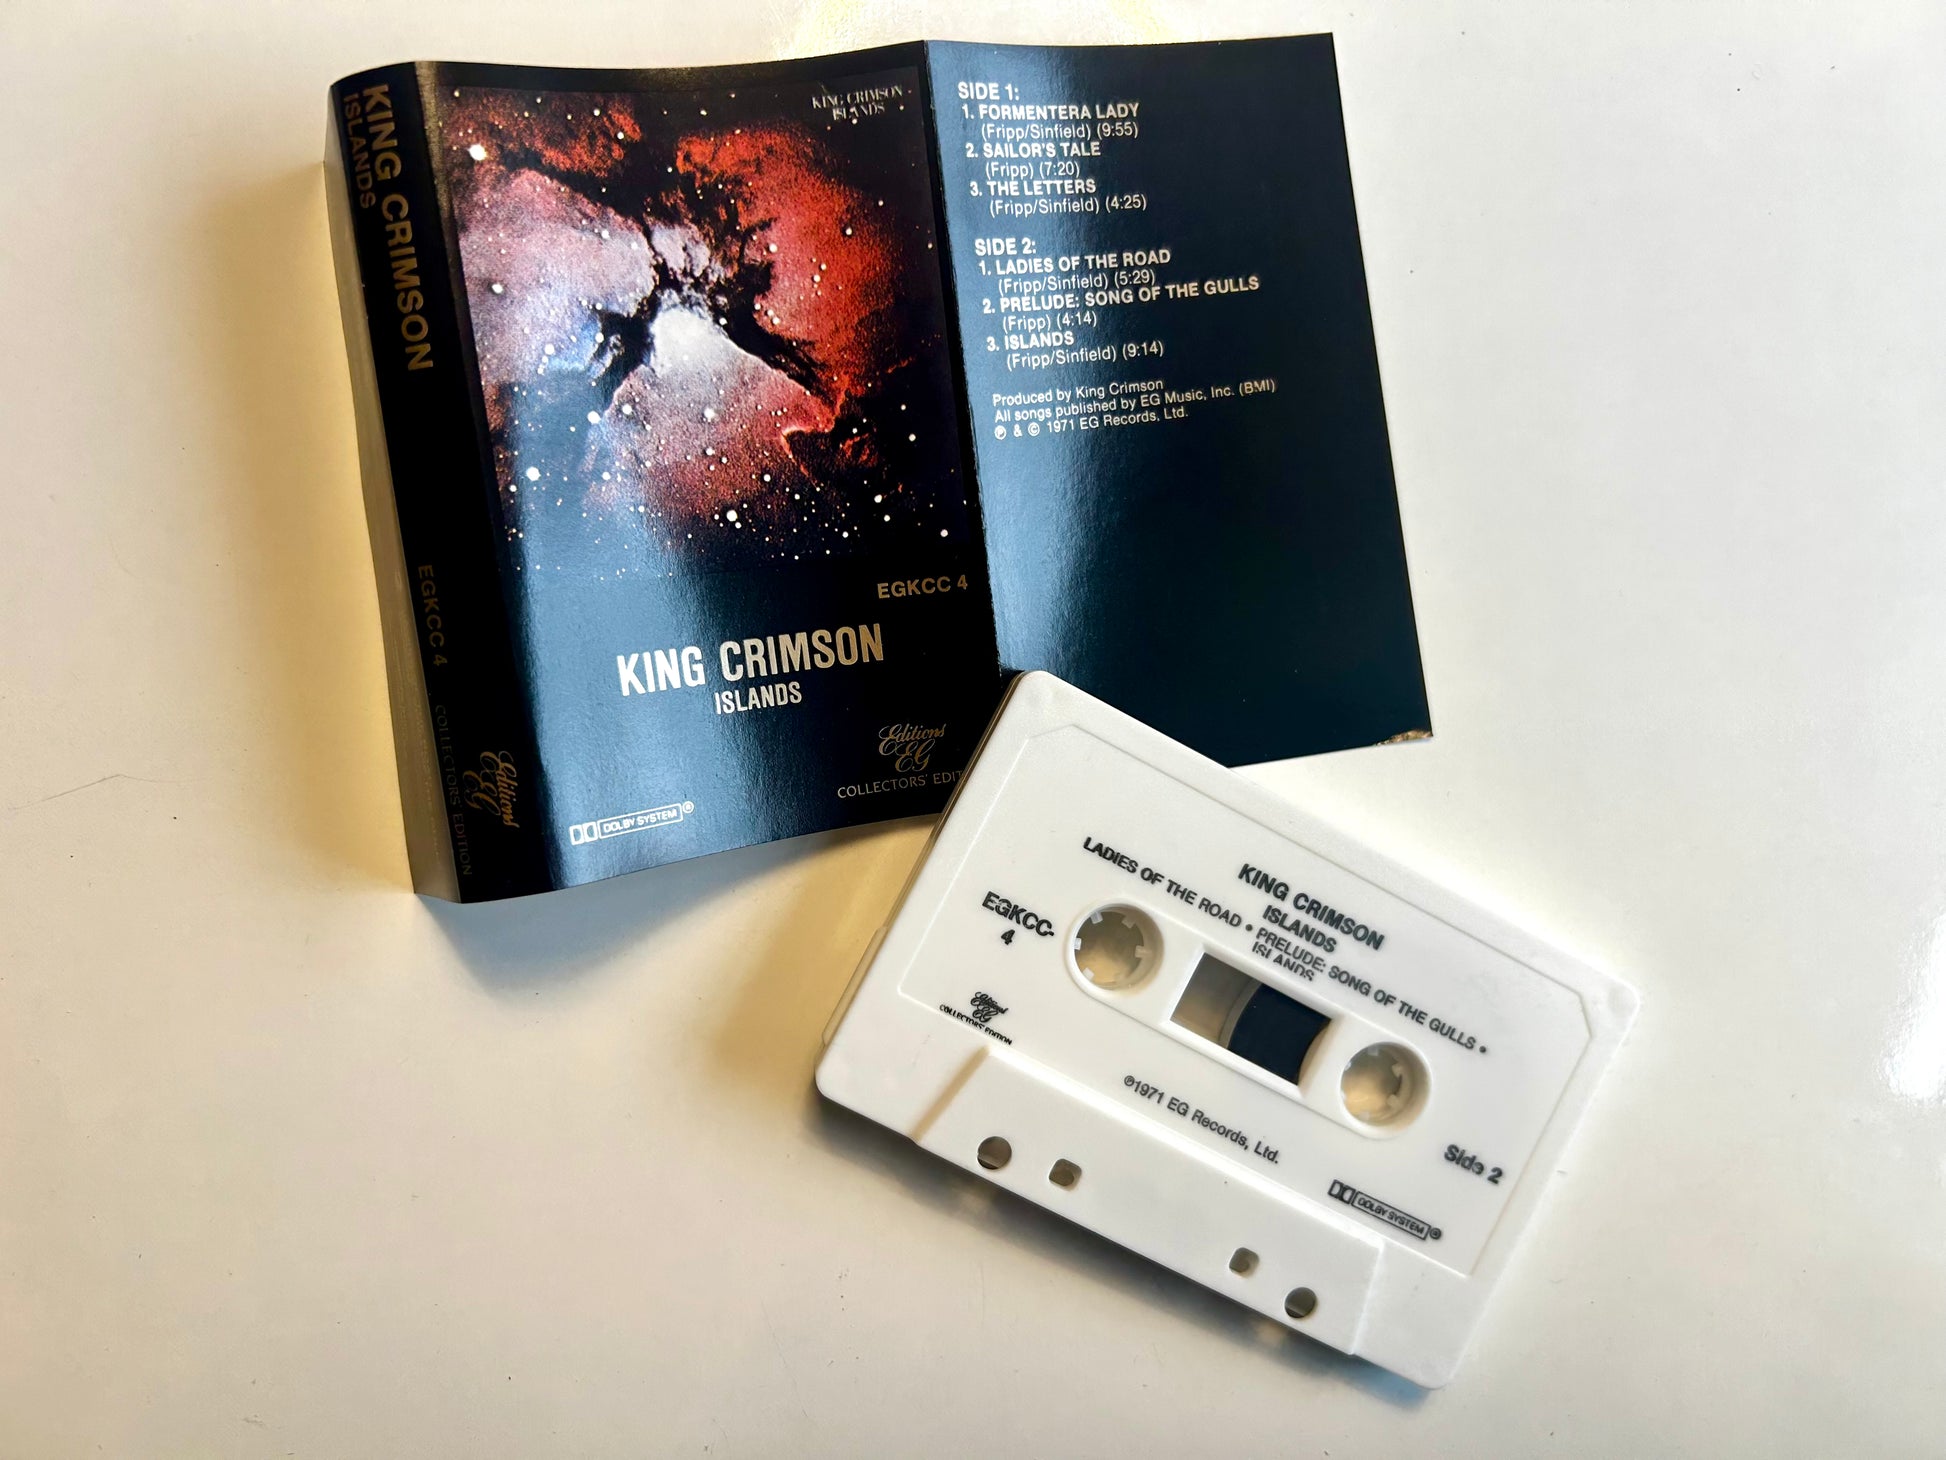 KING CRIMSON
ISLANDS
EGKCC 4
Editions
EG
COLLECTORS' EDITION
KING CRIMSON
ISLANDS
EGKCC 4
KING CRIMSON
ISLANDS
Editions
EG
COLLECTORS' EDIT
DOLBY SYSTEM®
SIDE 1:
1. FORMENTERA LADY
(Fripp/Sinfield) (9:55)
2. SAILOR'S TALE
(Fripp) (7:20)
3. THE LETTERS
(Fripp/Sinfield) (4:25)
SIDE 2:
1. LADIES OF THE ROAD
(Fripp/Sinfield) (5:29)
2. PRELUDE: SONG OF THE GULLS
(Fripp) (4:14)
3. ISLANDS
(Fripp/Sinfield) (9:14)
Produced by King Crimson
All songs published by EG Music, Inc. (BMI)
℗ & © 1971 EG Records, Ltd.
KING CRIMSON
ISLANDS
LADIES OF THE ROAD • PRELUDE: SONG OF THE GULLS •
ISLANDS
EGKCC-
4
Editions
EG
COLLECTORS' EDITION
℗1971 EG Records, Ltd.
Side 2
DOLBY SYSTEM®